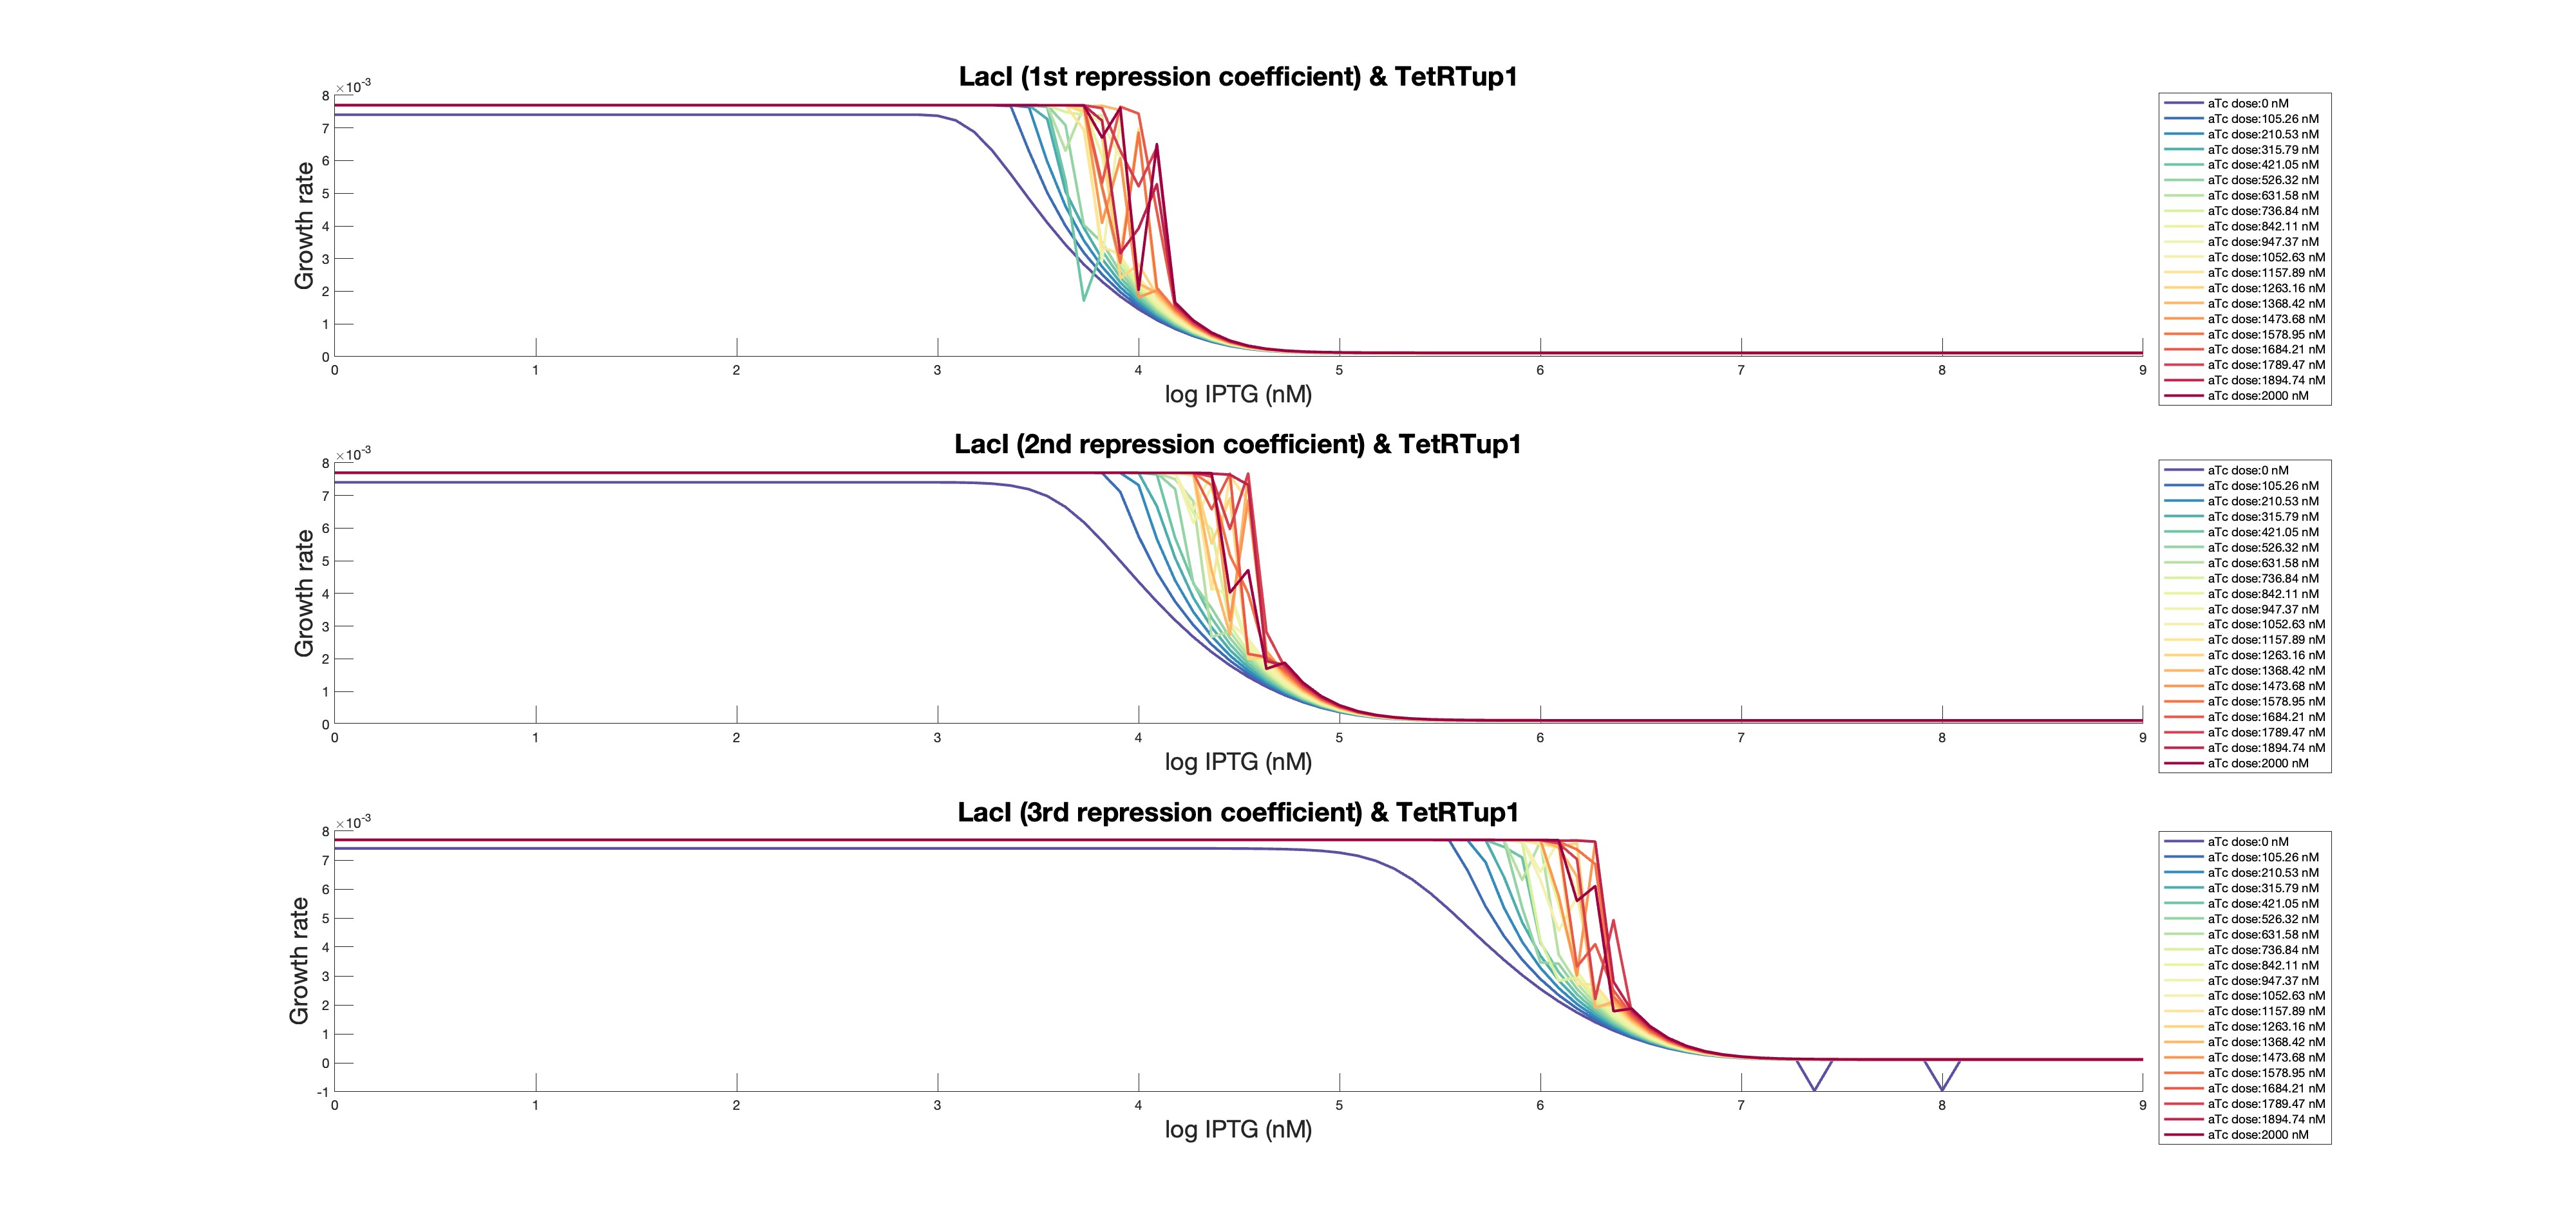 LacI (1st repression coefficient) & TetRTup1
×10-3
8
7
6
5
4
3
2
1
0
Growth rate
0 1 2 3 4 5 6 7 8 9
log IPTG (nM)
aTc dose:0 nM
aTc dose:105.26 nM
aTc dose:210.53 nM
aTc dose:315.79 nM
aTc dose:421.05 nM
aTc dose:526.32 nM
aTc dose:631.58 nM
aTc dose:736.84 nM
aTc dose:842.11 nM
aTc dose:947.37 nM
aTc dose:1052.63 nM
aTc dose:1157.89 nM
aTc dose:1263.16 nM
aTc dose:1368.42 nM
aTc dose:1473.68 nM
aTc dose:1578.95 nM
aTc dose:1684.21 nM
aTc dose:1789.47 nM
aTc dose:1894.74 nM
aTc dose:2000 nM
LacI (2nd repression coefficient) & TetRTup1
×10-3
8
7
6
5
4
3
2
1
0
Growth rate
0 1 2 3 4 5 6 7 8 9
log IPTG (nM)
aTc dose:0 nM
aTc dose:105.26 nM
aTc dose:210.53 nM
aTc dose:315.79 nM
aTc dose:421.05 nM
aTc dose:526.32 nM
aTc dose:631.58 nM
aTc dose:736.84 nM
aTc dose:842.11 nM
aTc dose:947.37 nM
aTc dose:1052.63 nM
aTc dose:1157.89 nM
aTc dose:1263.16 nM
aTc dose:1368.42 nM
aTc dose:1473.68 nM
aTc dose:1578.95 nM
aTc dose:1684.21 nM
aTc dose:1789.47 nM
aTc dose:1894.74 nM
aTc dose:2000 nM
LacI (3rd repression coefficient) & TetRTup1
×10-3
8
7
6
5
4
3
2
1
0
-1
Growth rate
0 1 2 3 4 5 6 7 8 9
log IPTG (nM)
aTc dose:0 nM
aTc dose:105.26 nM
aTc dose:210.53 nM
aTc dose:315.79 nM
aTc dose:421.05 nM
aTc dose:526.32 nM
aTc dose:631.58 nM
aTc dose:736.84 nM
aTc dose:842.11 nM
aTc dose:947.37 nM
aTc dose:1052.63 nM
aTc dose:1157.89 nM
aTc dose:1263.16 nM
aTc dose:1368.42 nM
aTc dose:1473.68 nM
aTc dose:1578.95 nM
aTc dose:1684.21 nM
aTc dose:1789.47 nM
aTc dose:1894.74 nM
aTc dose:2000 nM